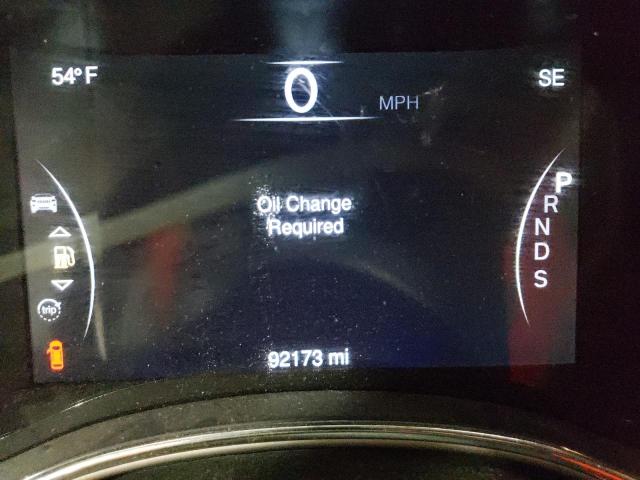 54°F
0
MPH
SE
Oil Change
Required
P
R
N
D
S
trip
92173 mi